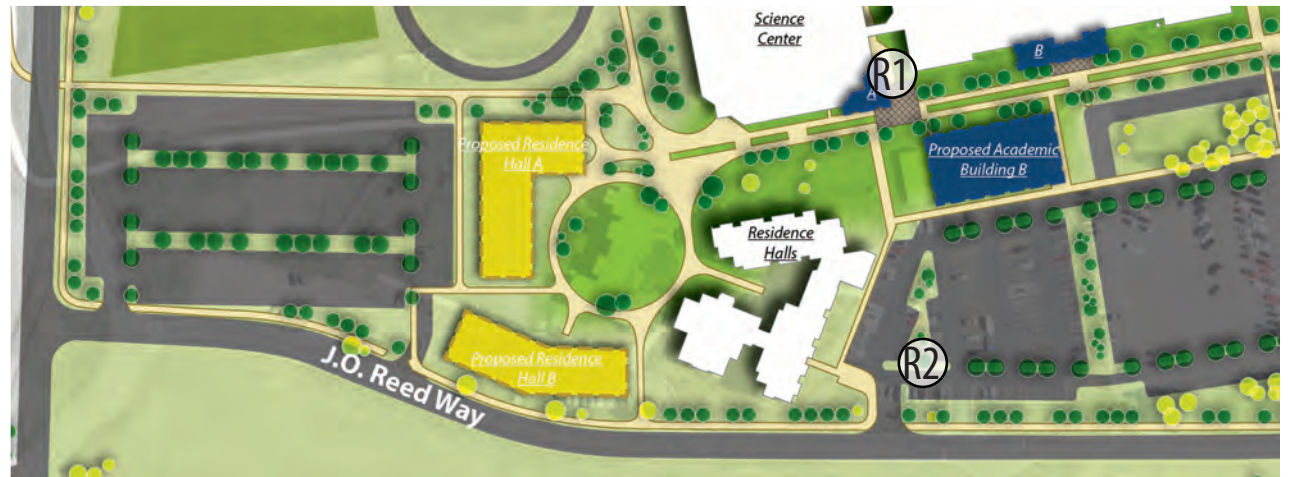 Science
Center
B
R1
A
Proposed Residence
Hall A
Proposed Academic
Building B
Residence
Halls
Proposed Residence
Hall B
J.O. Reed Way
R2